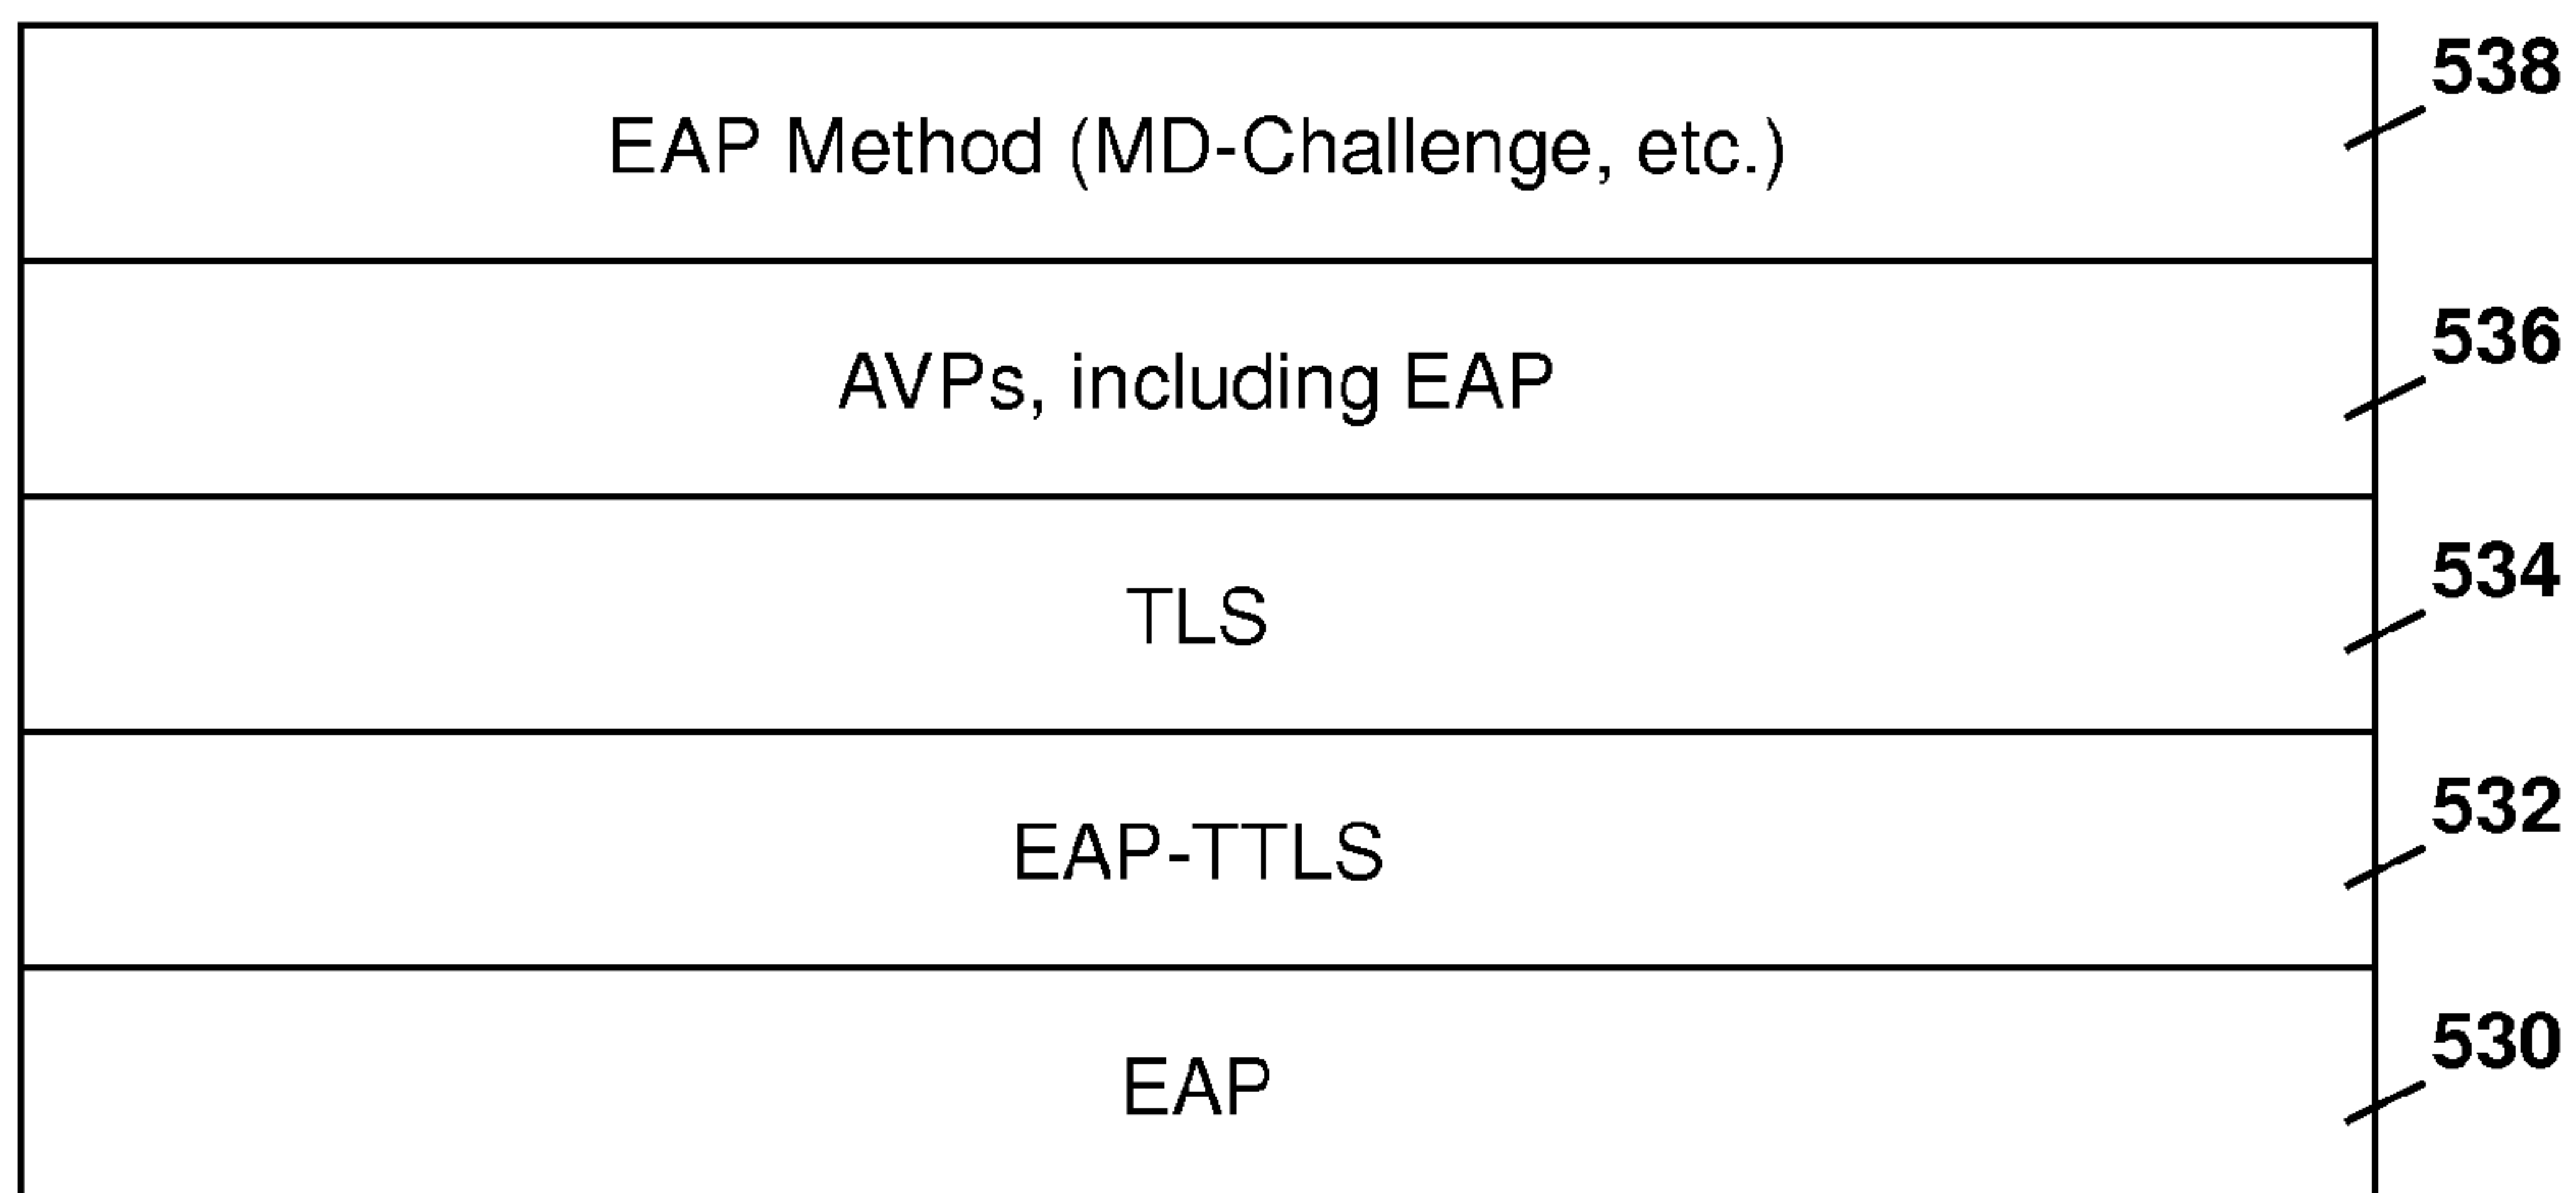 538
EAP Method (MD-Challenge, etc.)
536
AVPs, including EAP
534
TLS
532
EAP-TTLS
530
EAP